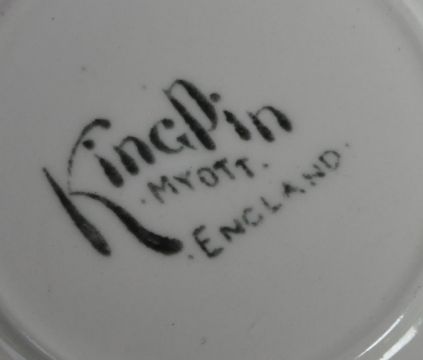 KingPin
. MYOTT.
. ENGLAND.